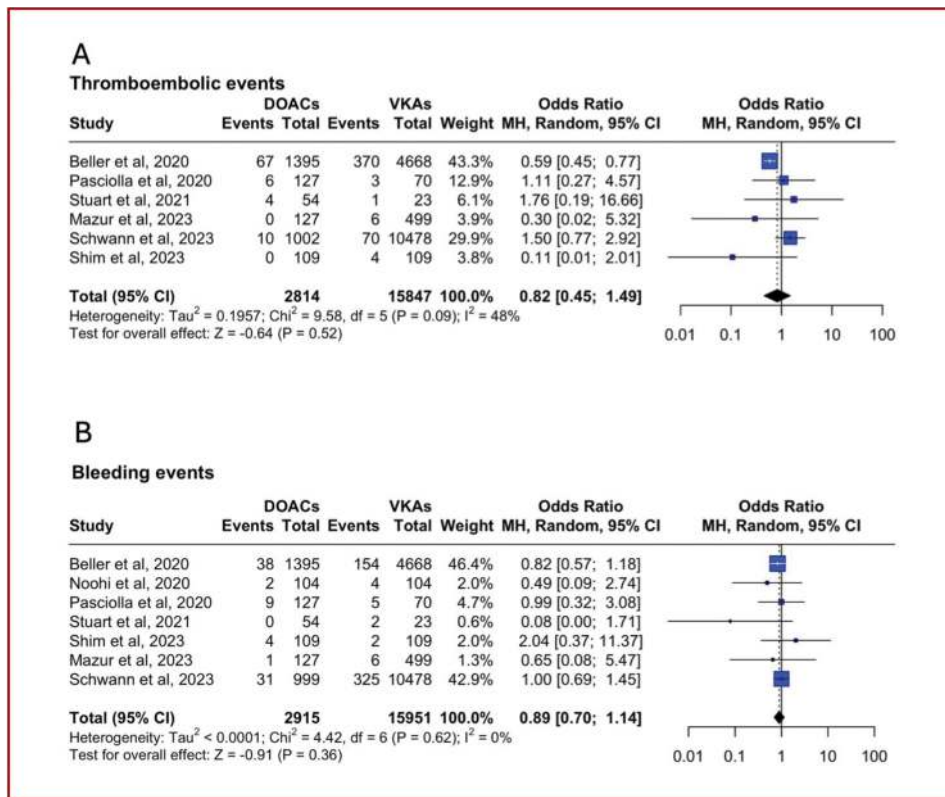 A
Thromboembolic events
DOACs VKAs Odds Ratio Odds Ratio
Study Events Total Events Total Weight MH, Random, 95% CI MH, Random, 95% CI
Beller et al, 2020 67 1395 370 4668 43.3% 0.59 [0.45; 0.77]
Pasciolla et al, 2020 6 127 3 70 12.9% 1.11 [0.27; 4.57]
Stuart et al, 2021 4 54 1 23 6.1% 1.76 [0.19; 16.66]
Mazur et al, 2023 0 127 6 499 3.9% 0.30 [0.02; 5.32]
Schwann et al, 2023 10 1002 70 10478 29.9% 1.50 [0.77; 2.92]
Shim et al, 2023 0 109 4 109 3.8% 0.11 [0.01; 2.01]
Total (95% CI) 2814 15847 100.0% 0.82 [0.45; 1.49]
Heterogeneity: Tau² = 0.1957; Chi² = 9.58, df = 5 (P = 0.09); I² = 48%
Test for overall effect: Z = -0.64 (P = 0.52)
0.01 0.1 1 10 100
B
Bleeding events
DOACs VKAs Odds Ratio Odds Ratio
Study Events Total Events Total Weight MH, Random, 95% CI MH, Random, 95% CI
Beller et al, 2020 38 1395 154 4668 46.4% 0.82 [0.57; 1.18]
Noohi et al, 2020 2 104 4 104 2.0% 0.49 [0.09; 2.74]
Pasciolla et al, 2020 9 127 5 70 4.7% 0.99 [0.32; 3.08]
Stuart et al, 2021 0 54 2 23 0.6% 0.08 [0.00; 1.71]
Shim et al, 2023 4 109 2 109 2.0% 2.04 [0.37; 11.37]
Mazur et al, 2023 1 127 6 499 1.3% 0.65 [0.08; 5.47]
Schwann et al, 2023 31 999 325 10478 42.9% 1.00 [0.69; 1.45]
Total (95% CI) 2915 15951 100.0% 0.89 [0.70; 1.14]
Heterogeneity: Tau² < 0.0001; Chi² = 4.42, df = 6 (P = 0.62); I² = 0%
Test for overall effect: Z = -0.91 (P = 0.36)
0.01 0.1 1 10 100